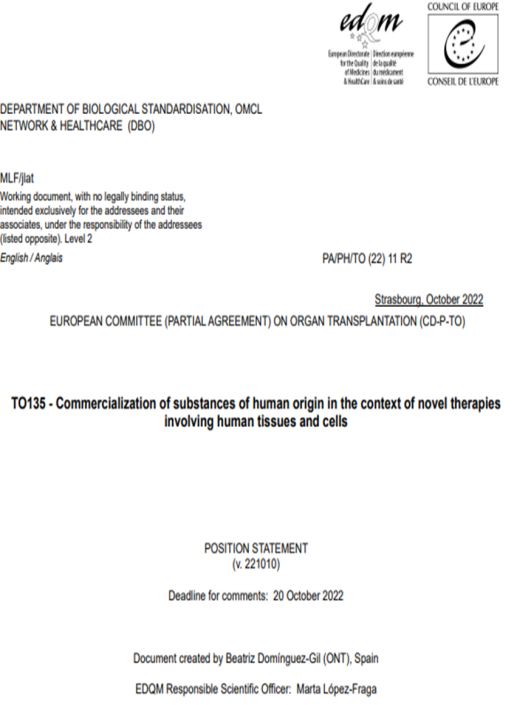 edqm
European Directorate | Direction européenne
for the Quality | de la qualité
of Medicines | du médicament
& HealthCare | & soins de santé
COUNCIL OF EUROPE
CONSEIL DE L'EUROPE
DEPARTMENT OF BIOLOGICAL STANDARDISATION, OMCL
NETWORK & HEALTHCARE (DBO)
MLF/jlat
Working document, with no legally binding status,
intended exclusively for the addressees and their
associates, under the responsibility of the addressees
(listed opposite). Level 2
English / Anglais
PA/PH/TO (22) 11 R2
Strasbourg, October 2022
EUROPEAN COMMITTEE (PARTIAL AGREEMENT) ON ORGAN TRANSPLANTATION (CD-P-TO)
TO135 - Commercialization of substances of human origin in the context of novel therapies
involving human tissues and cells
POSITION STATEMENT
(v. 221010)
Deadline for comments: 20 October 2022
Document created by Beatriz Domínguez-Gil (ONT), Spain
EDQM Responsible Scientific Officer: Marta López-Fraga